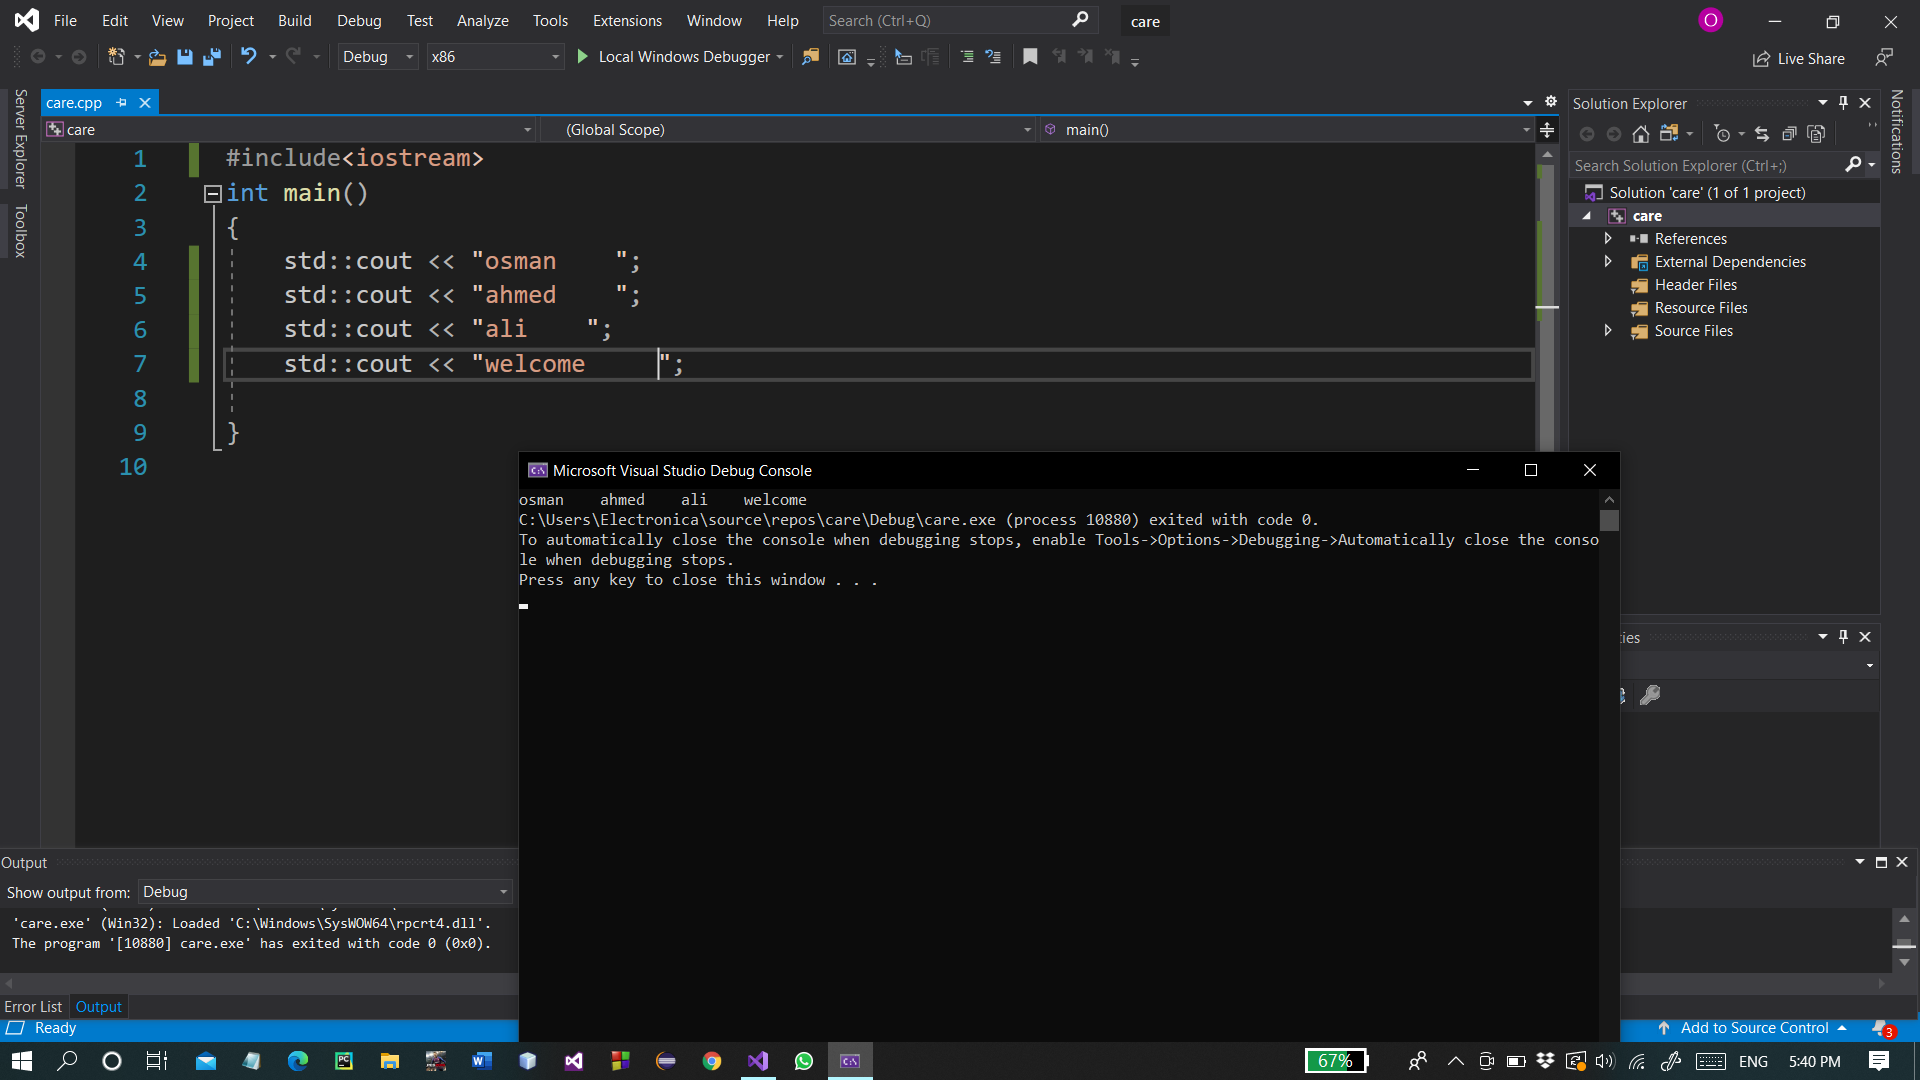 File Edit View Project Build Debug Test Analyze Tools Extensions Window Help Search (Ctrl+Q) care O
Debug x86 Local Windows Debugger Live Share
Server Explorer
Toolbox
care.cpp
care (Global Scope) main()
1 #include<iostream>
2 int main()
3 {
4 std::cout << "osman    ";
5 std::cout << "ahmed    ";
6 std::cout << "ali    ";
7 std::cout << "welcome     ";
8
9 }
10
Solution Explorer
Search Solution Explorer (Ctrl+;)
Solution 'care' (1 of 1 project)
care
References
External Dependencies
Header Files
Resource Files
Source Files
Notifications
Microsoft Visual Studio Debug Console
osman    ahmed    ali    welcome
C:\Users\Electronica\source\repos\care\Debug\care.exe (process 10880) exited with code 0.
To automatically close the console when debugging stops, enable Tools->Options->Debugging->Automatically close the conso
le when debugging stops.
Press any key to close this window . . .
Output
Show output from: Debug
'care.exe' (Win32): Loaded 'C:\Windows\SysWOW64\rpcrt4.dll'.
The program '[10880] care.exe' has exited with code 0 (0x0).
Error List Output
Ready Add to Source Control 3
67% ENG 5:40 PM